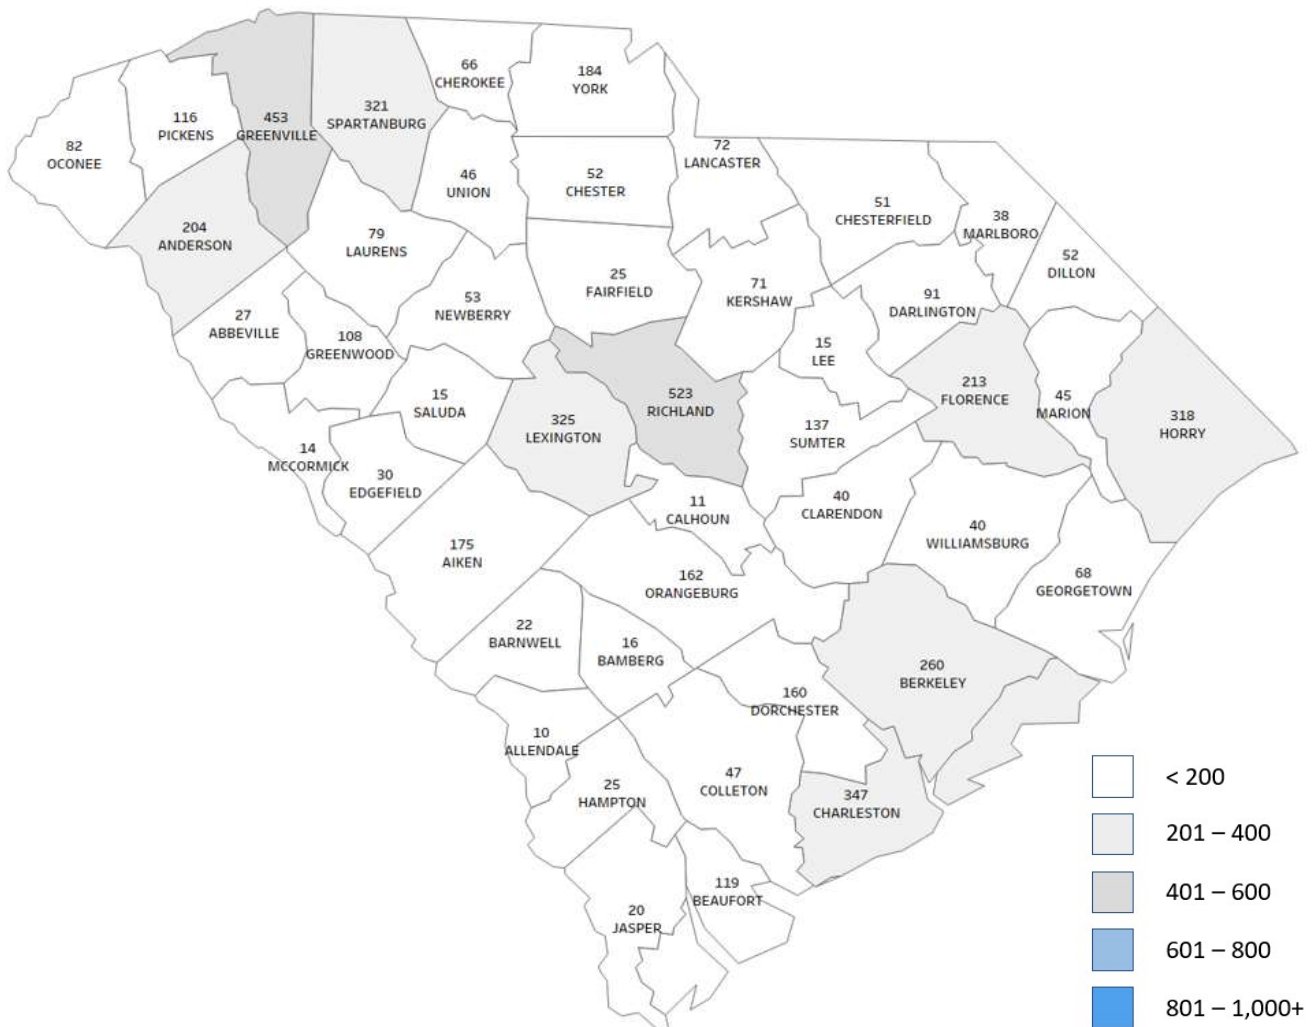 66
CHEROKEE
184
YORK
116
PICKENS
453
GREENVILLE
321
SPARTANBURG
82
OCONEE
46
UNION
52
CHESTER
72
LANCASTER
51
CHESTERFIELD
38
MARLBORO
204
ANDERSON
79
LAURENS
52
DILLON
25
FAIRFIELD
71
KERSHAW
53
NEWBERRY
91
DARLINGTON
27
ABBEVILLE
108
GREENWOOD
15
LEE
15
SALUDA
523
RICHLAND
213
FLORENCE
45
MARION
325
LEXINGTON
137
SUMTER
318
HORRY
14
MCCORMICK
30
EDGEFIELD
11
CALHOUN
40
CLARENDON
40
WILLIAMSBURG
175
AIKEN
162
ORANGEBURG
68
GEORGETOWN
22
BARNWELL
16
BAMBERG
260
BERKELEY
160
DORCHESTER
10
ALLENDALE
25
HAMPTON
47
COLLETON
347
CHARLESTON
119
BEAUFORT
20
JASPER
< 200
201 – 400
401 – 600
601 – 800
801 – 1,000+